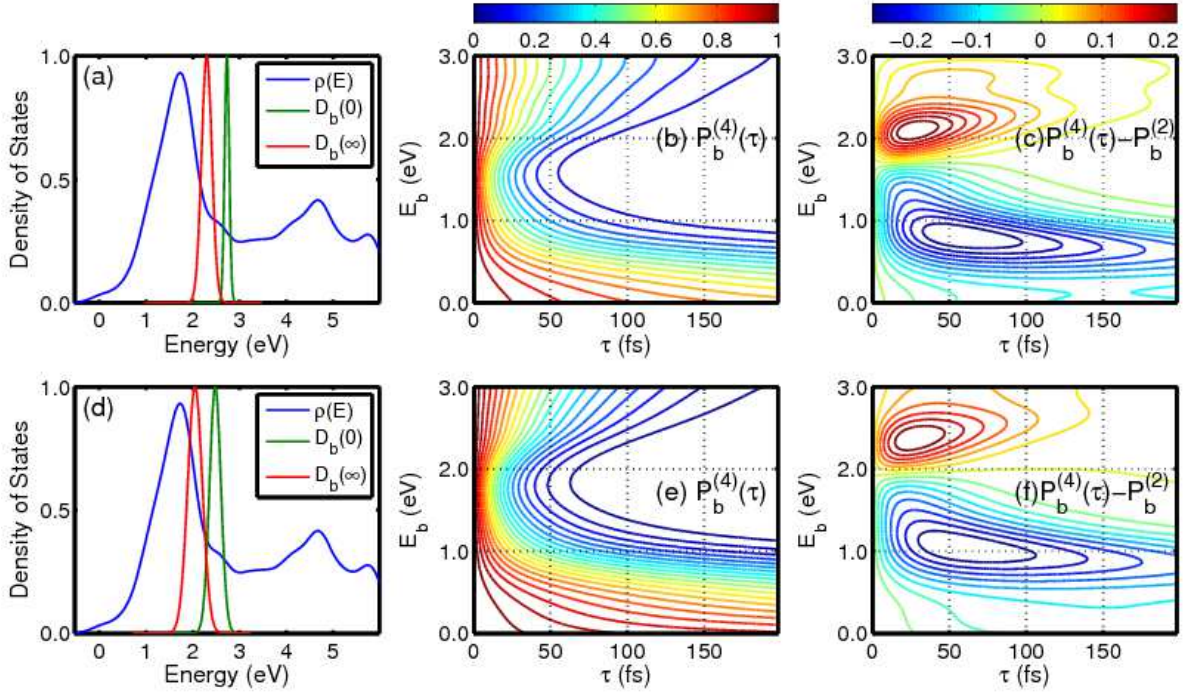 0 0.2 0.4 0.6 0.8 1
−0.2 −0.1 0 0.1 0.2
(a)
ρ(E)
D_b(0)
D_b(∞)
1.0
0.5
0.0
Density of States
0 1 2 3 4 5
Energy (eV)
(b) P_b^(4)(τ)
3.0
2.0
1.0
0.0
E_b (eV)
0 50 100 150
τ (fs)
(c) P_b^(4)(τ)−P_b^(2)
3.0
2.0
1.0
0.0
E_b (eV)
0 50 100 150
τ (fs)
(d)
ρ(E)
D_b(0)
D_b(∞)
1.0
0.5
0.0
Density of States
0 1 2 3 4 5
Energy (eV)
(e) P_b^(4)(τ)
3.0
2.0
1.0
0.0
E_b (eV)
0 50 100 150
τ (fs)
(f) P_b^(4)(τ)−P_b^(2)
3.0
2.0
1.0
0.0
E_b (eV)
0 50 100 150
τ (fs)